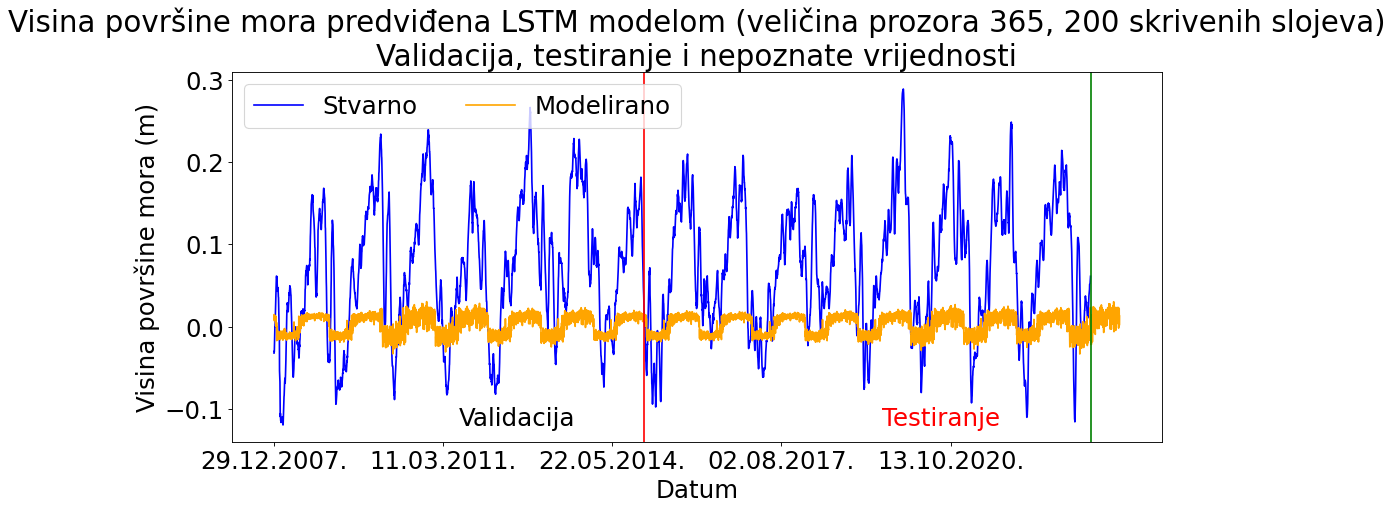 Visina površine mora predviđena LSTM modelom (veličina prozora 365, 200 skrivenih slojeva)
Validacija, testiranje i nepoznate vrijednosti
Stvarno
Modelirano
Visina površine mora (m)
0.3
0.2
0.1
0.0
−0.1
Validacija
Testiranje
29.12.2007.
11.03.2011.
22.05.2014.
02.08.2017.
13.10.2020.
Datum